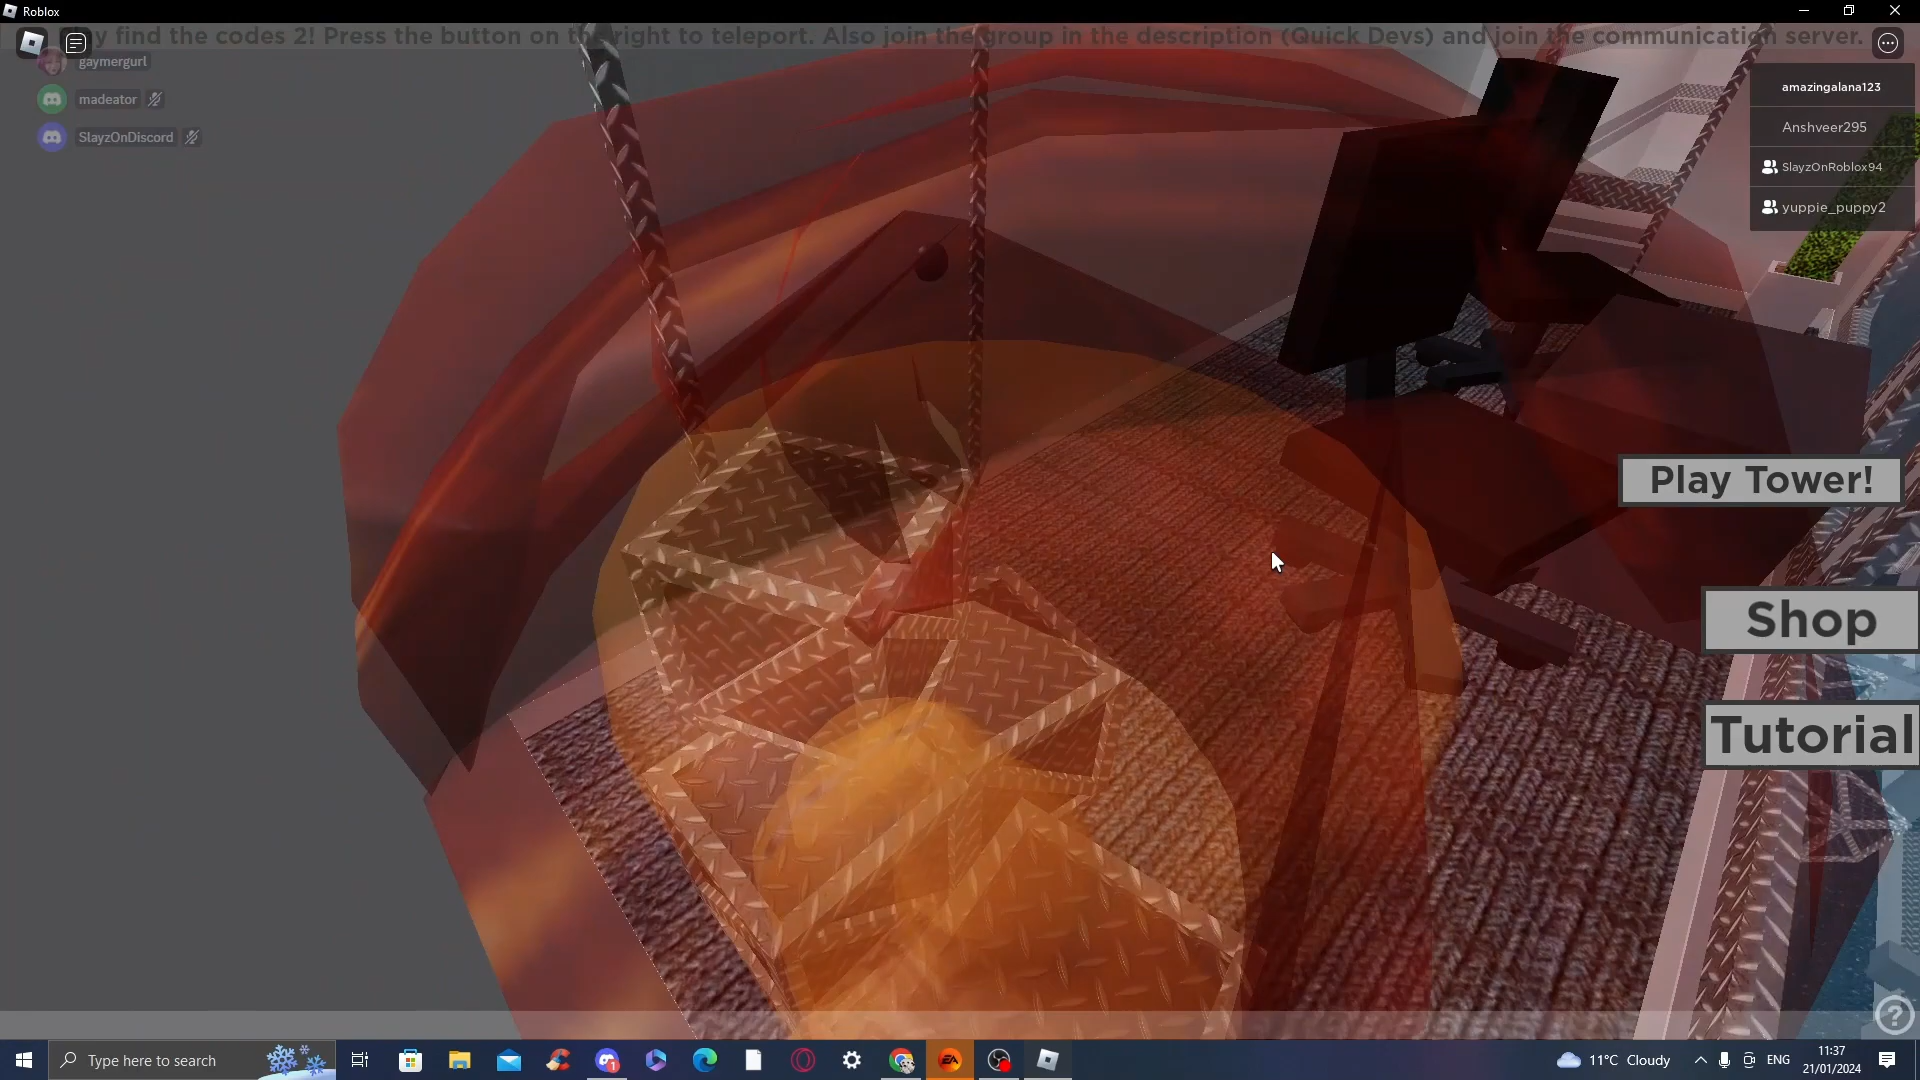 Roblox
y find the codes 2! Press the button on the right to teleport. Also join the group in the description (Quick Devs) and join the communication server.
gaymergurl
madeator
SlayzOnDiscord
amazingalana123
Anshveer295
SlayzOnRoblox94
yuppie_puppy2
Play Tower!
Shop
Tutorial
?
Type here to search
1
EA
11°C Cloudy
ENG
11:37
21/01/2024